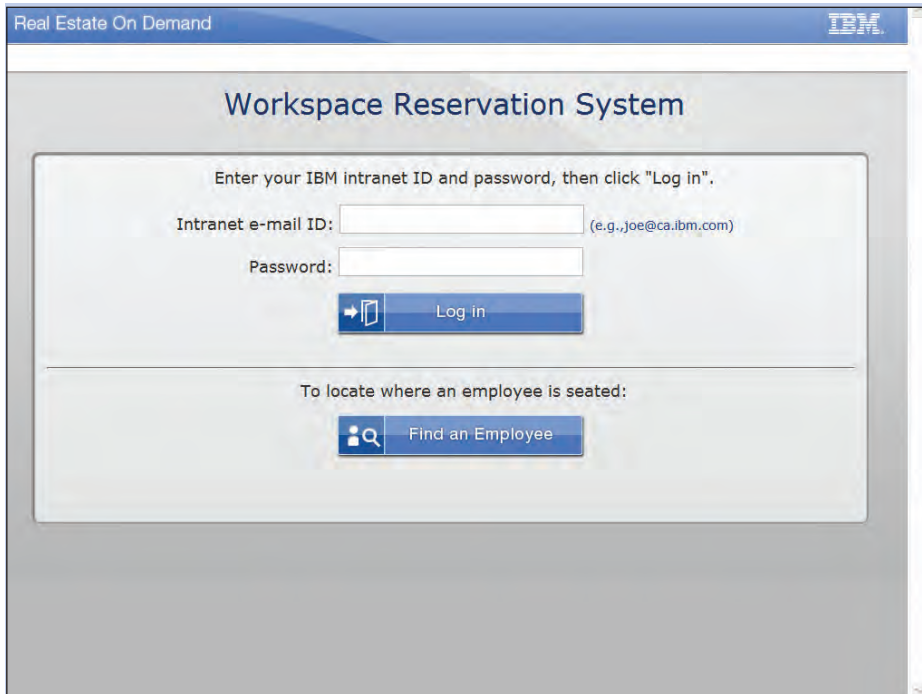 Real Estate On Demand
IBM.
Workspace Reservation System
Enter your IBM intranet ID and password, then click "Log in".
Intranet e-mail ID:
(e.g.,joe@ca.ibm.com)
Password:
Log in
To locate where an employee is seated:
Find an Employee